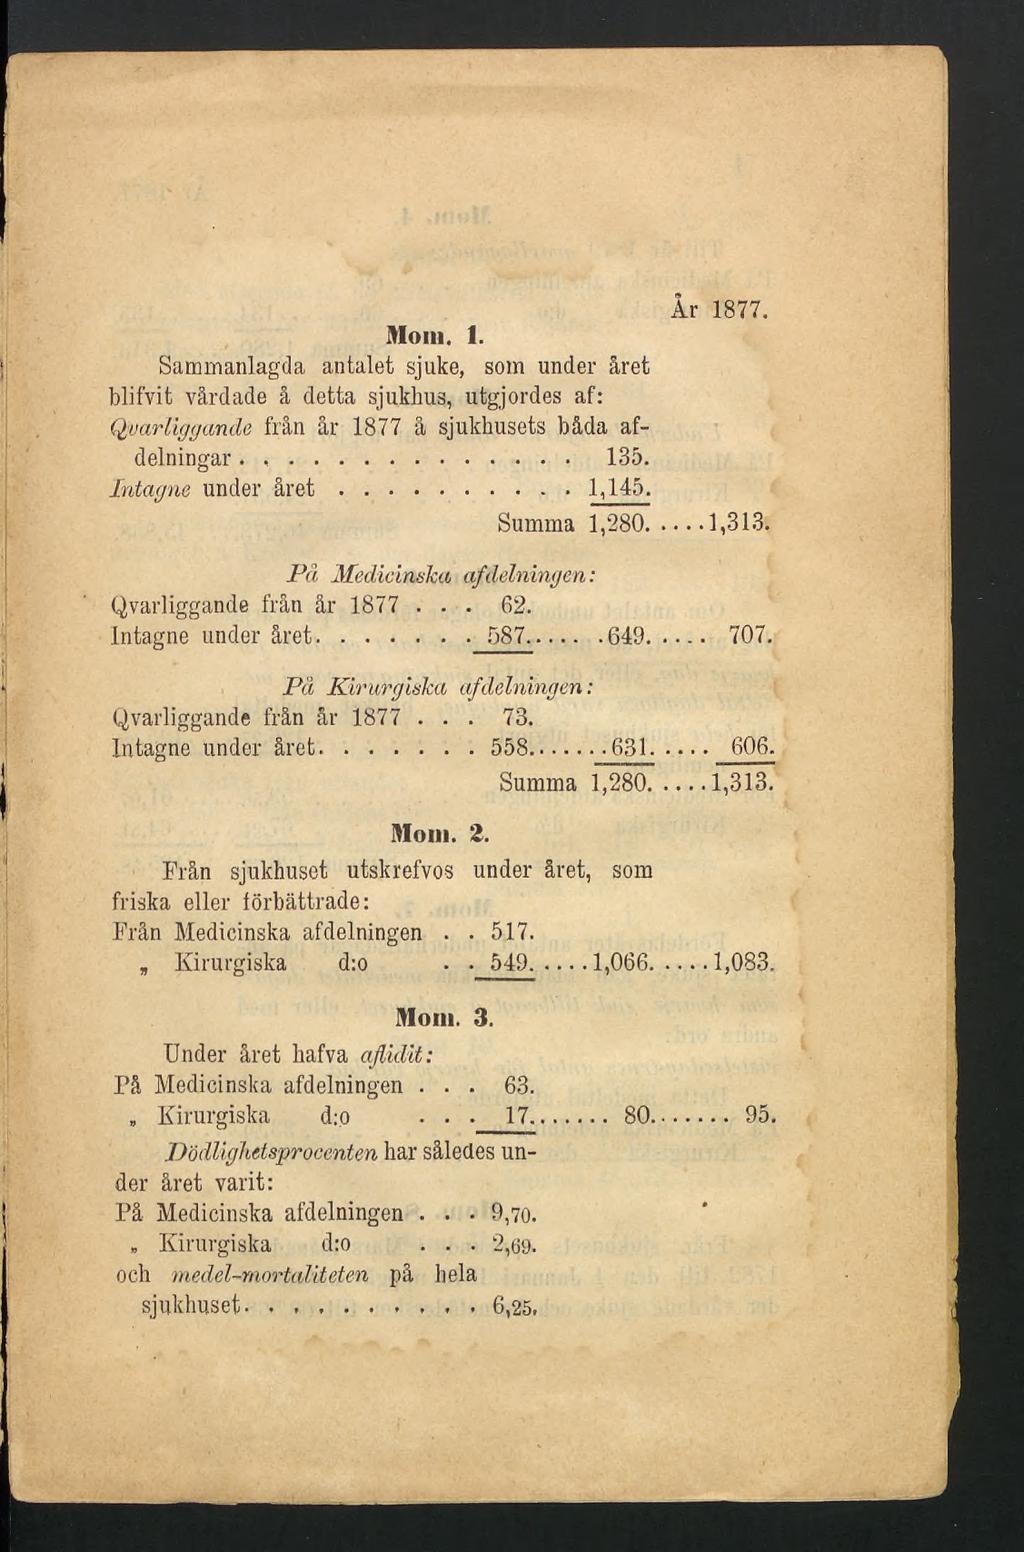 År 1877.
Mom. 1.
Sammanlagda antalet sjuke, som under året
blifvit vårdade å detta sjukhus, utgjordes af:
Qvarliggande från år 1877 å sjukhusets båda af-
delningar . . . . . . . . . . . . . . 135.
Intagne under året . . . . . . . . . . 1,145.
Summa 1,280. . . . . 1,313.
På Medicinska afdelningen:
Qvarliggande från år 1877 . . . 62.
Intagne under året. . . . . . . 587. . . . . . 649. . . . . 707.
På Kirurgiska afdelningen:
Qvarliggande från år 1877 . . . 73.
Intagne under året. . . . . . . 558. . . . . . . 631. . . . . 606.
Summa 1,280. . . . . 1,313.
Mom. 2.
Från sjukhuset utskrefvos under året, som
friska eller förbättrade:
Från Medicinska afdelningen . . 517.
„ Kirurgiska d:o . . 549. . . . . 1,066. . . . . 1,083.
Mom. 3.
Under året hafva aflidit:
På Medicinska afdelningen . . . 63.
„ Kirurgiska d:o . . . 17. . . . . . . 80. . . . . . . 95.
Dödlighetsprocenten har således un-
der året varit:
På Medicinska afdelningen . . . 9,70.
„ Kirurgiska d:o . . . 2,69.
och medel-mortaliteten på hela
sjukhuset. . . . . . . . . . 6,25.